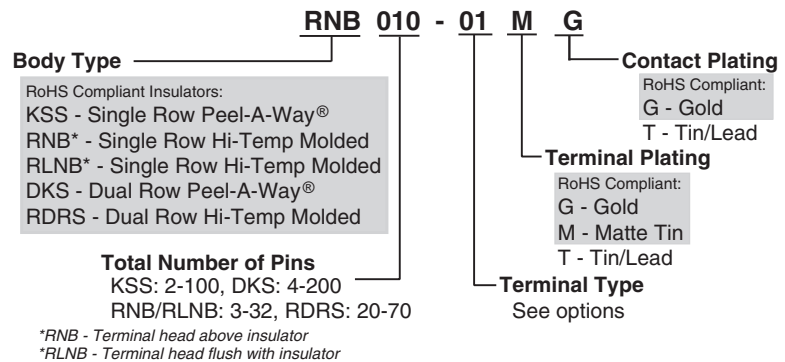 RNB 010 - 01 M G
Body Type
RoHS Compliant Insulators:
KSS - Single Row Peel-A-Way®
RNB* - Single Row Hi-Temp Molded
RLNB* - Single Row Hi-Temp Molded
DKS - Dual Row Peel-A-Way®
RDRS - Dual Row Hi-Temp Molded
Total Number of Pins
KSS: 2-100, DKS: 4-200
RNB/RLNB: 3-32, RDRS: 20-70
*RNB - Terminal head above insulator
*RLNB - Terminal head flush with insulator
Contact Plating
RoHS Compliant:
G - Gold
T - Tin/Lead
Terminal Plating
RoHS Compliant:
G - Gold
M - Matte Tin
T - Tin/Lead
Terminal Type
See options